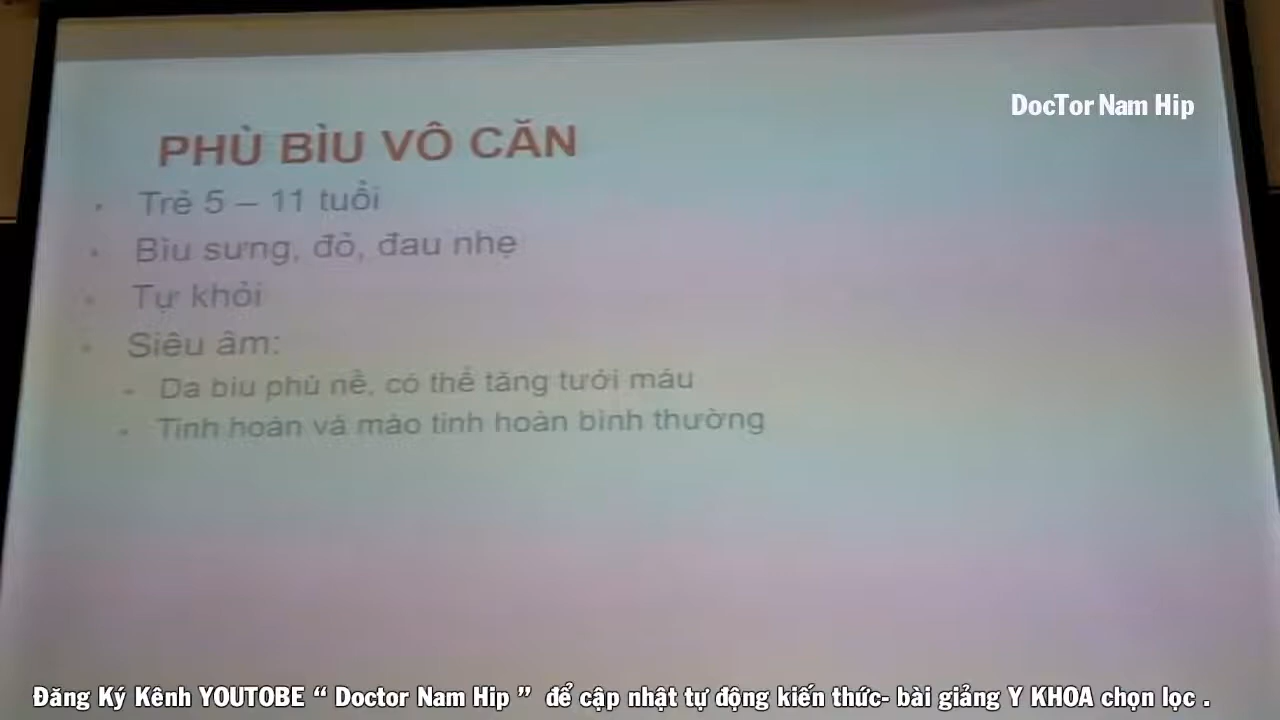 DocTor Nam Hip
PHÙ BÌU VÔ CĂN
• Trẻ 5 – 11 tuổi
• Bìu sưng, đỏ, đau nhẹ
• Tự khỏi
• Siêu âm:
- Da bìu phù nề, có thể tăng tưới máu
- Tinh hoàn và mào tinh hoàn bình thường
Đăng Ký Kênh YOUTOBE “ Doctor Nam Hip ” để cập nhật tự động kiến thức- bài giảng Y KHOA chọn lọc .